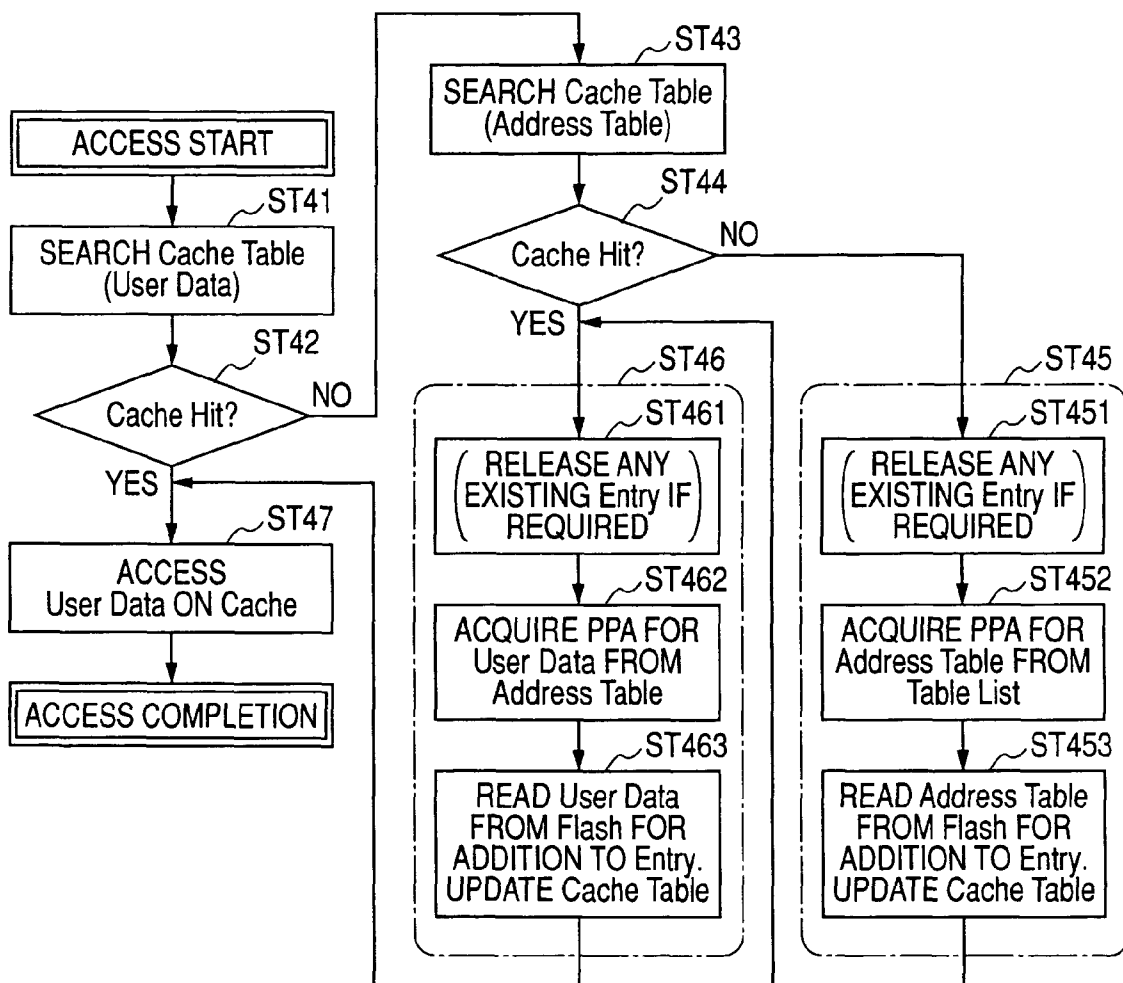 ACCESS START
ST41
SEARCH Cache Table
(User Data)
ST42
Cache Hit?
NO
YES
ST47
ACCESS
User Data ON Cache
ACCESS COMPLETION
ST43
SEARCH Cache Table
(Address Table)
ST44
Cache Hit?
NO
YES
ST46
ST461
( RELEASE ANY
EXISTING Entry IF
REQUIRED )
ST462
ACQUIRE PPA FOR
User Data FROM
Address Table
ST463
READ User Data
FROM Flash FOR
ADDITION TO Entry.
UPDATE Cache Table
ST45
ST451
( RELEASE ANY
EXISTING Entry IF
REQUIRED )
ST452
ACQUIRE PPA FOR
Address Table FROM
Table List
ST453
READ Address Table
FROM Flash FOR
ADDITION TO Entry.
UPDATE Cache Table